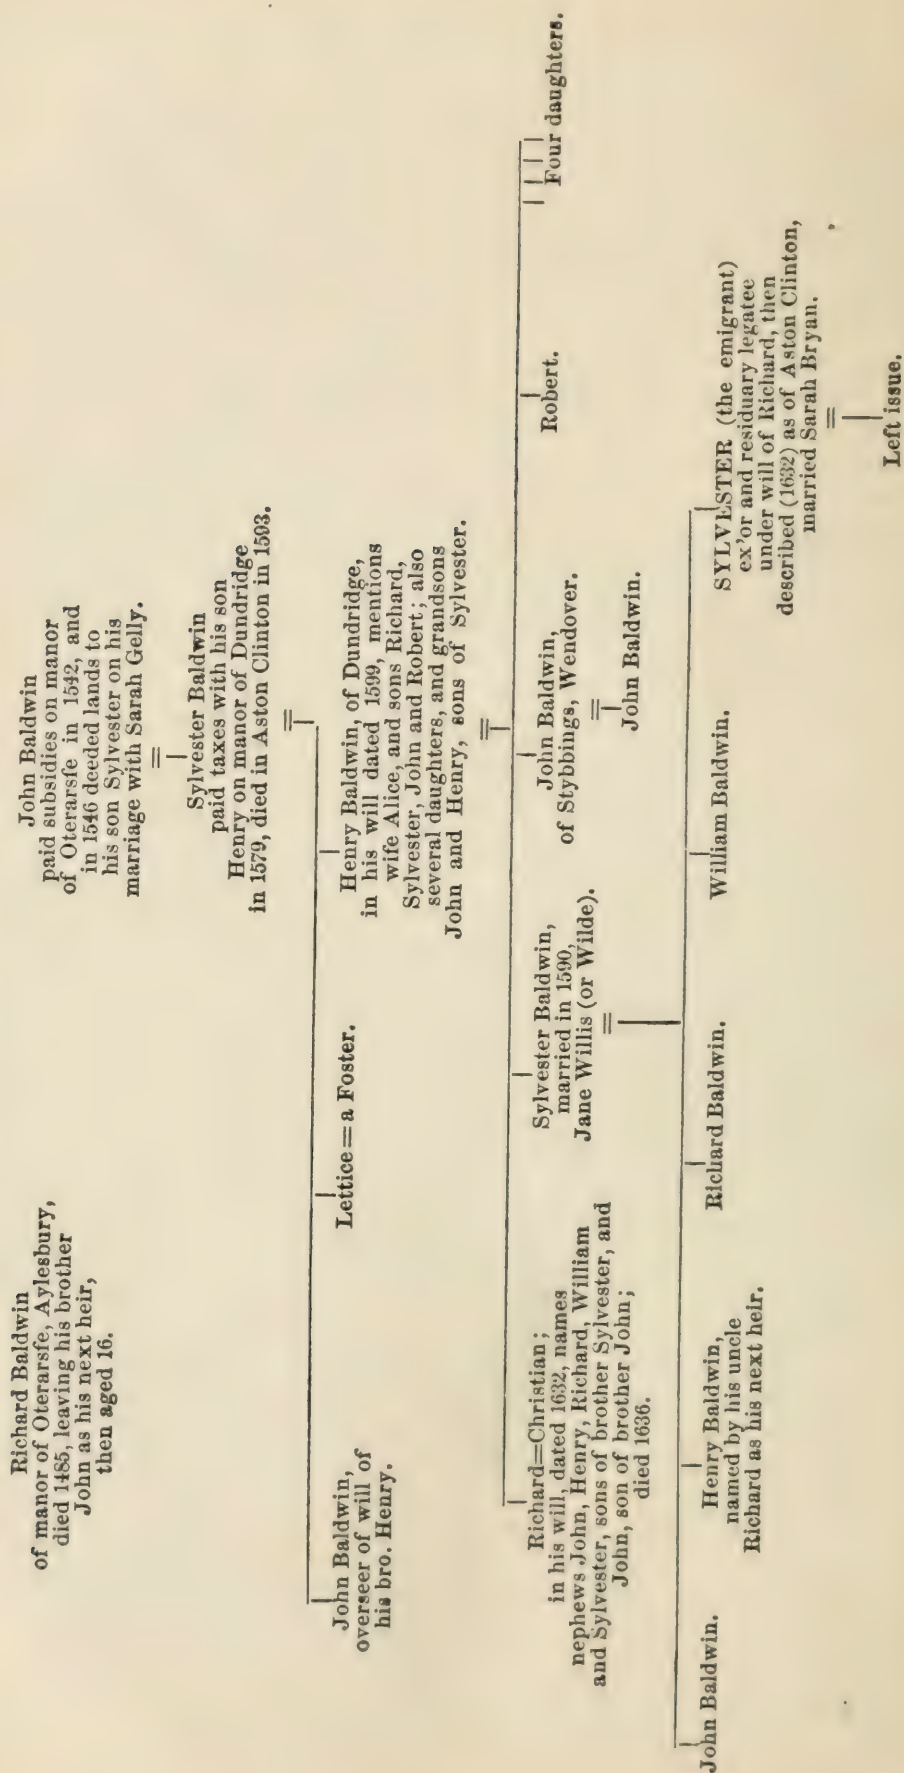 Richard Baldwin
of manor of Oterarsfe, Aylesbury,
died 1485, leaving his brother
John as his next heir,
then aged 16.
John Baldwin
paid subsidies on manor
of Oterarsfe in 1542, and
in 1546 deeded lands to
his son Sylvester on his
marriage with Sarah Gelly.
Sylvester Baldwin
paid taxes with his son
Henry on manor of Dundridge
in 1579, died in Aston Clinton in 1593.
John Baldwin,
overseer of will of
his bro. Henry.
Lettice=a Foster.
Henry Baldwin, of Dundridge,
in his will dated 1599, mentions
wife Alice, and sons Richard,
Sylvester, John and Robert; also
several daughters, and grandsons
John and Henry, sons of Sylvester.
Richard=Christian;
in his will, dated 1632, names
nephews John, Henry, Richard, William
and Sylvester, sons of brother Sylvester, and
John, son of brother John;
died 1636.
Sylvester Baldwin,
married in 1590,
Jane Willis (or Wilde).
John Baldwin,
of Stybbings, Wendover.
John Baldwin.
Robert.
Four daughters.
John Baldwin.
Henry Baldwin,
named by his uncle
Richard as his next heir.
Richard Baldwin.
William Baldwin.
SYLVESTER (the emigrant)
ex'or and residuary legatee
under will of Richard, then
described (1632) as of Aston Clinton,
married Sarah Bryan.
Left issue.